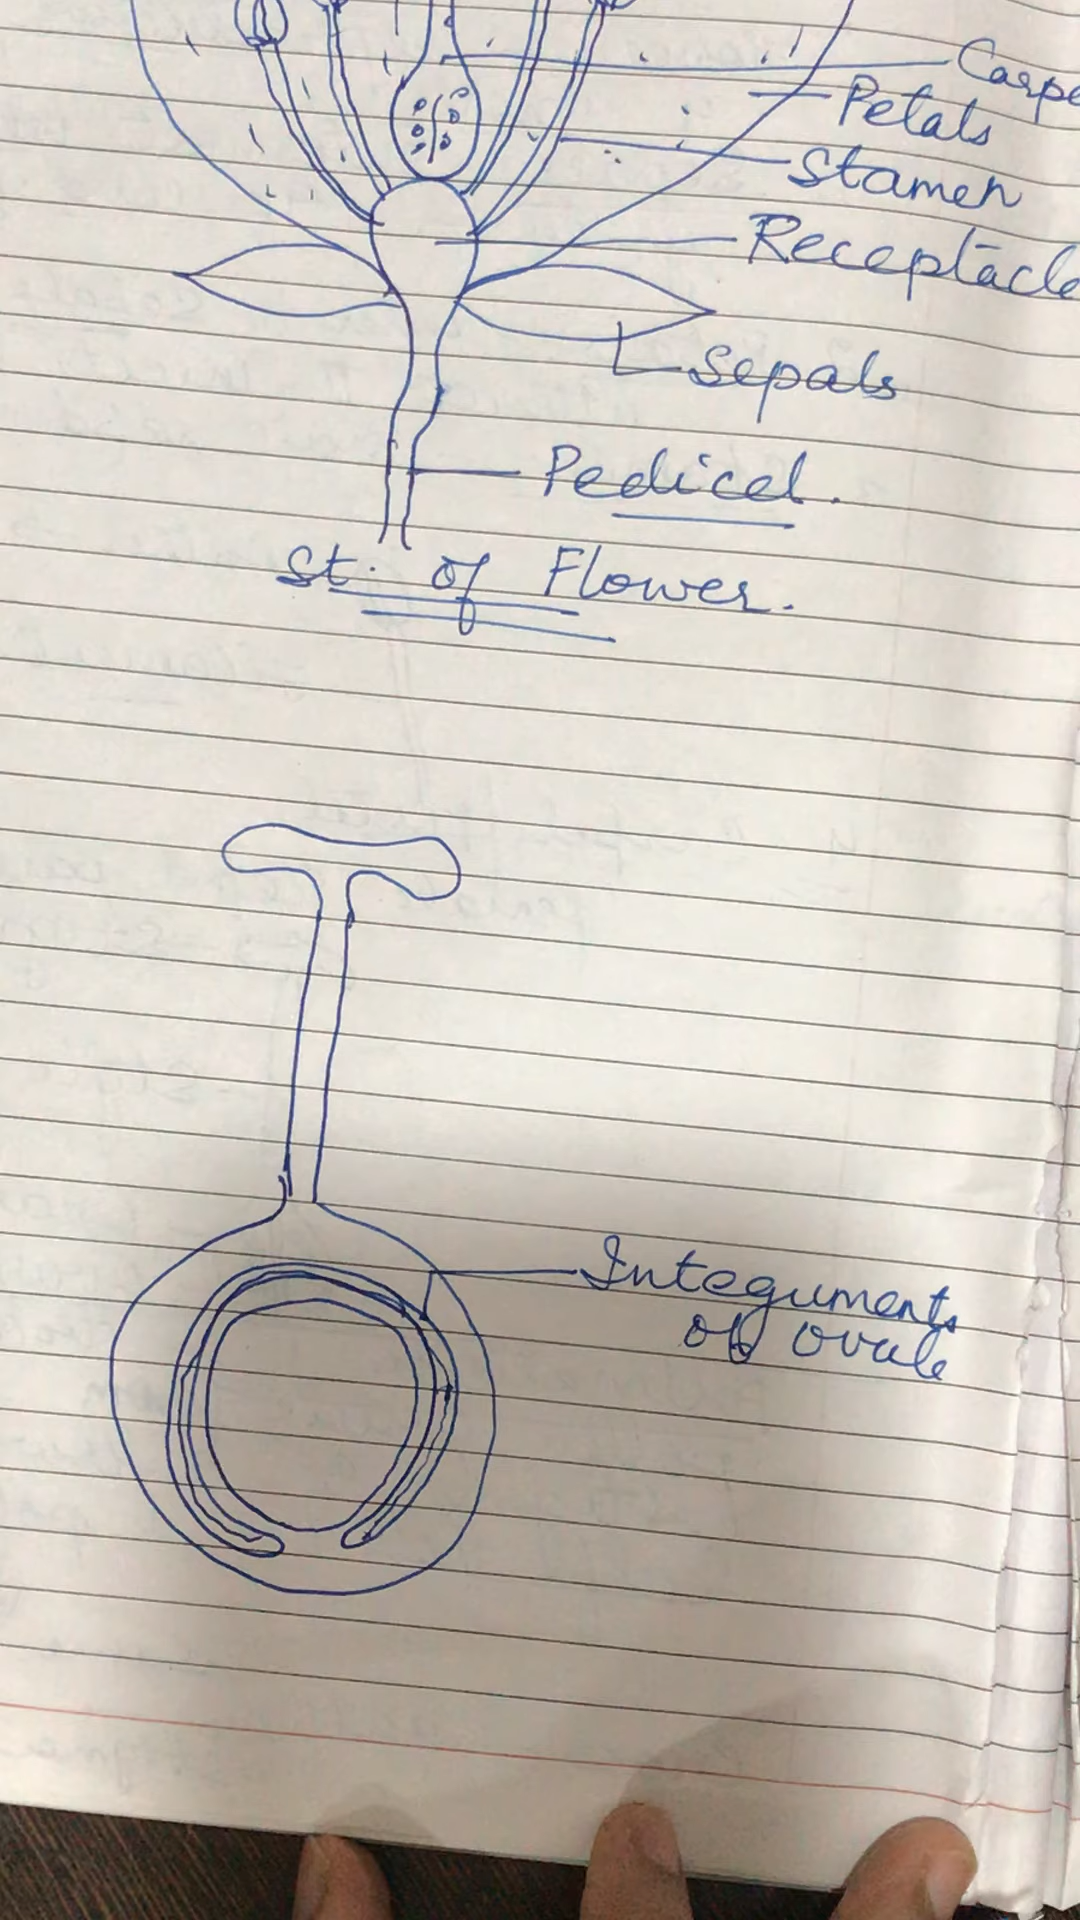 Carpe
Petals
Stamen
Receptacle
Sepals
Pedicel.
St. of Flower.
Integuments
of ovule